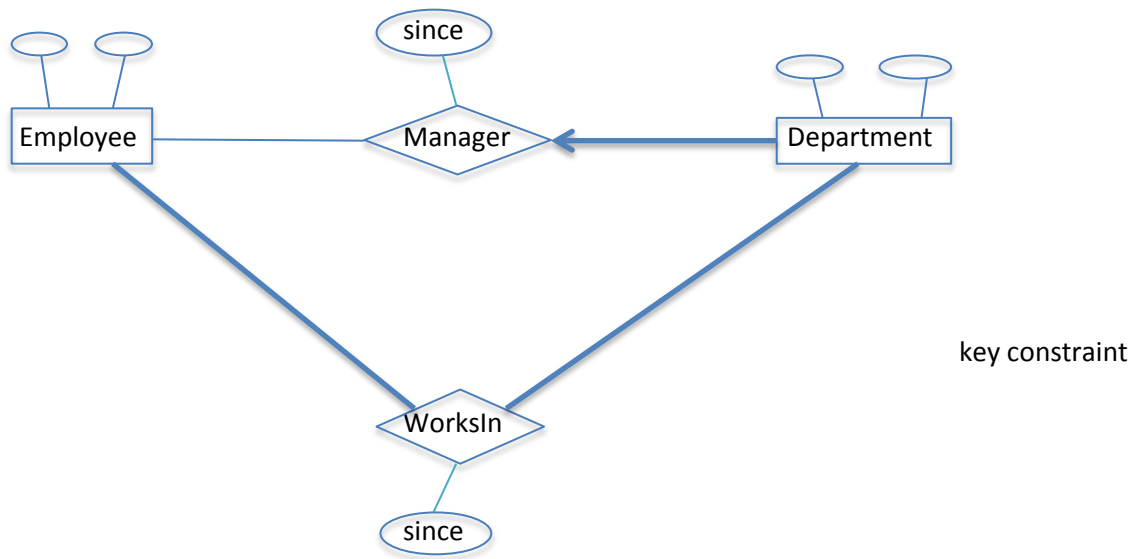 since
Employee
Manager
Department
key constraint
WorksIn
since